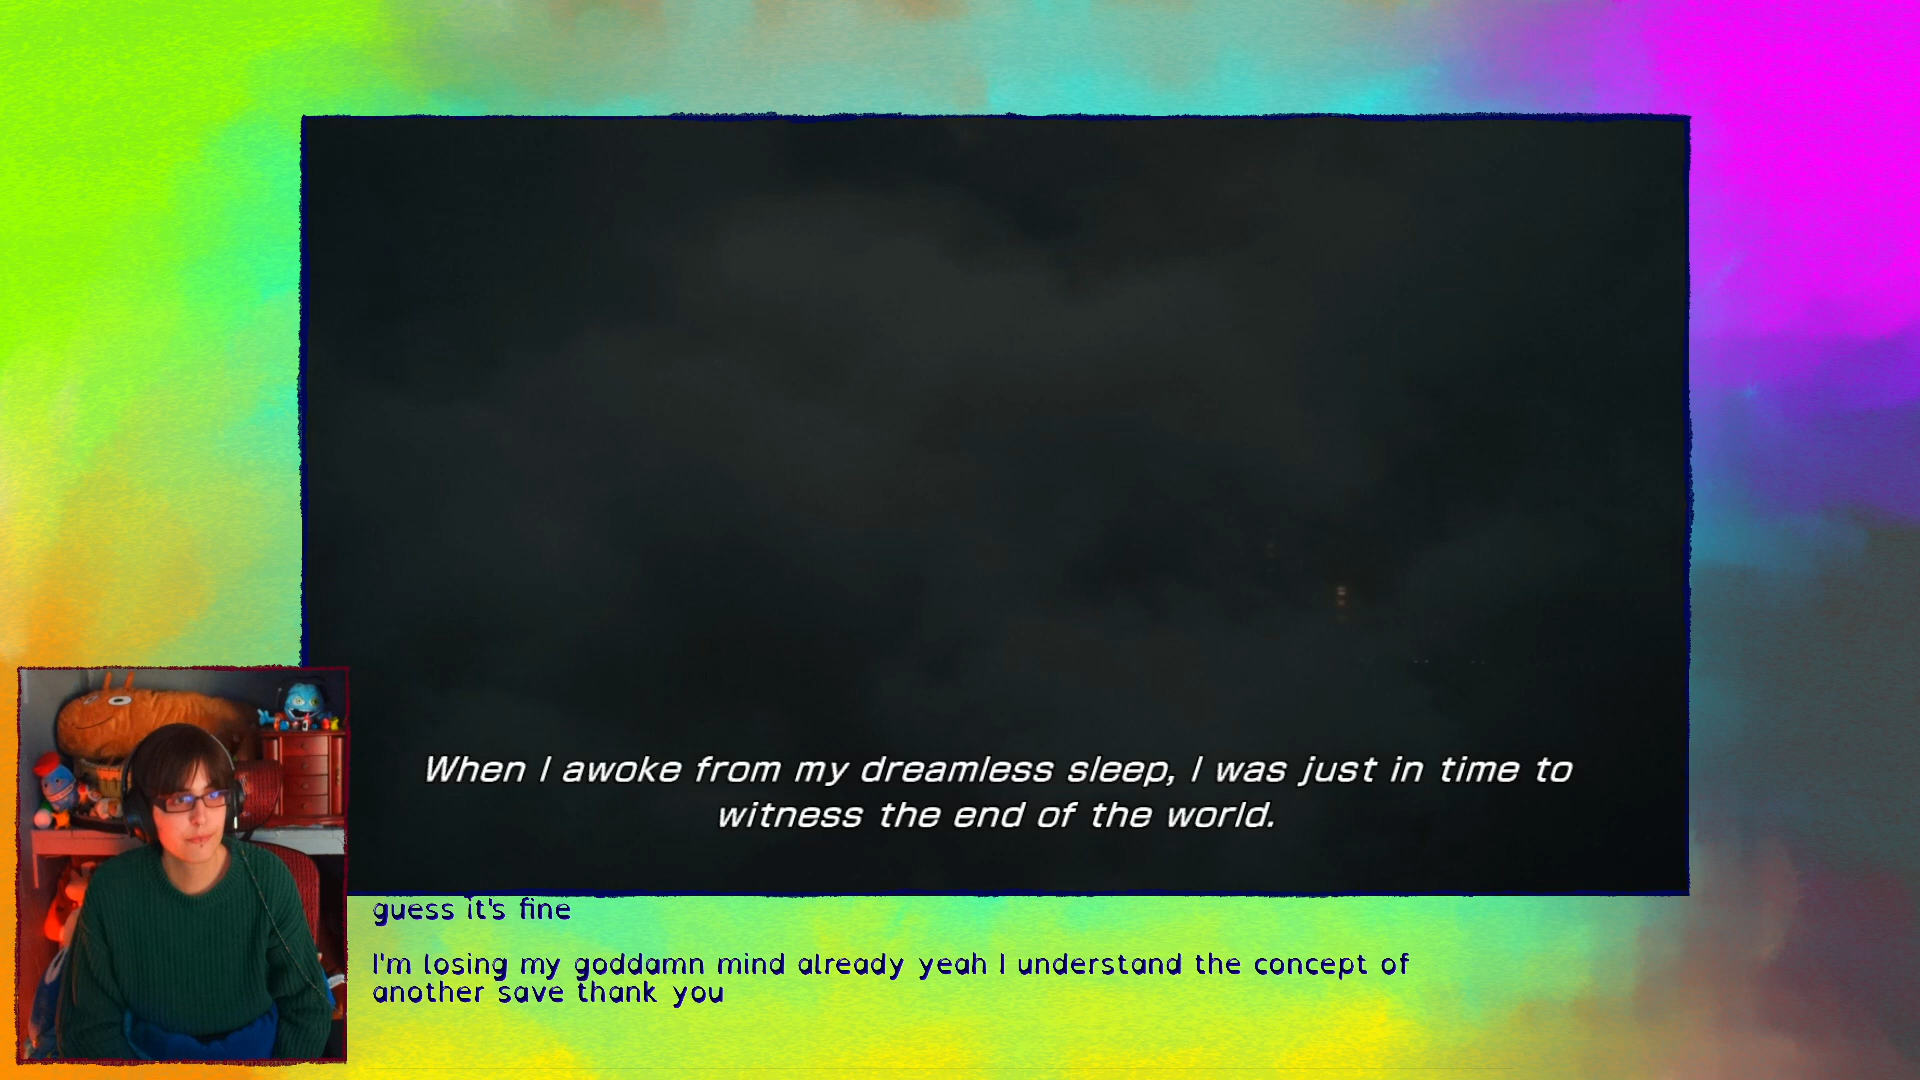 When I awoke from my dreamless sleep, I was just in time to
witness the end of the world.
guess it's fine
I'm losing my goddamn mind already yeah I understand the concept of
another save thank you